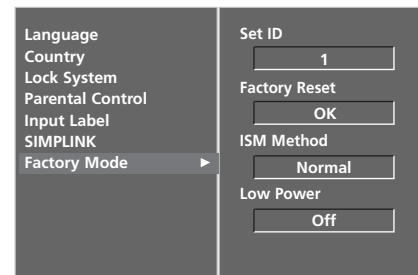 Language
Country
Lock System
Parental Control
Input Label
SIMPLINK
Factory Mode ►
Set ID
1
Factory Reset
OK
ISM Method
Normal
Low Power
Off